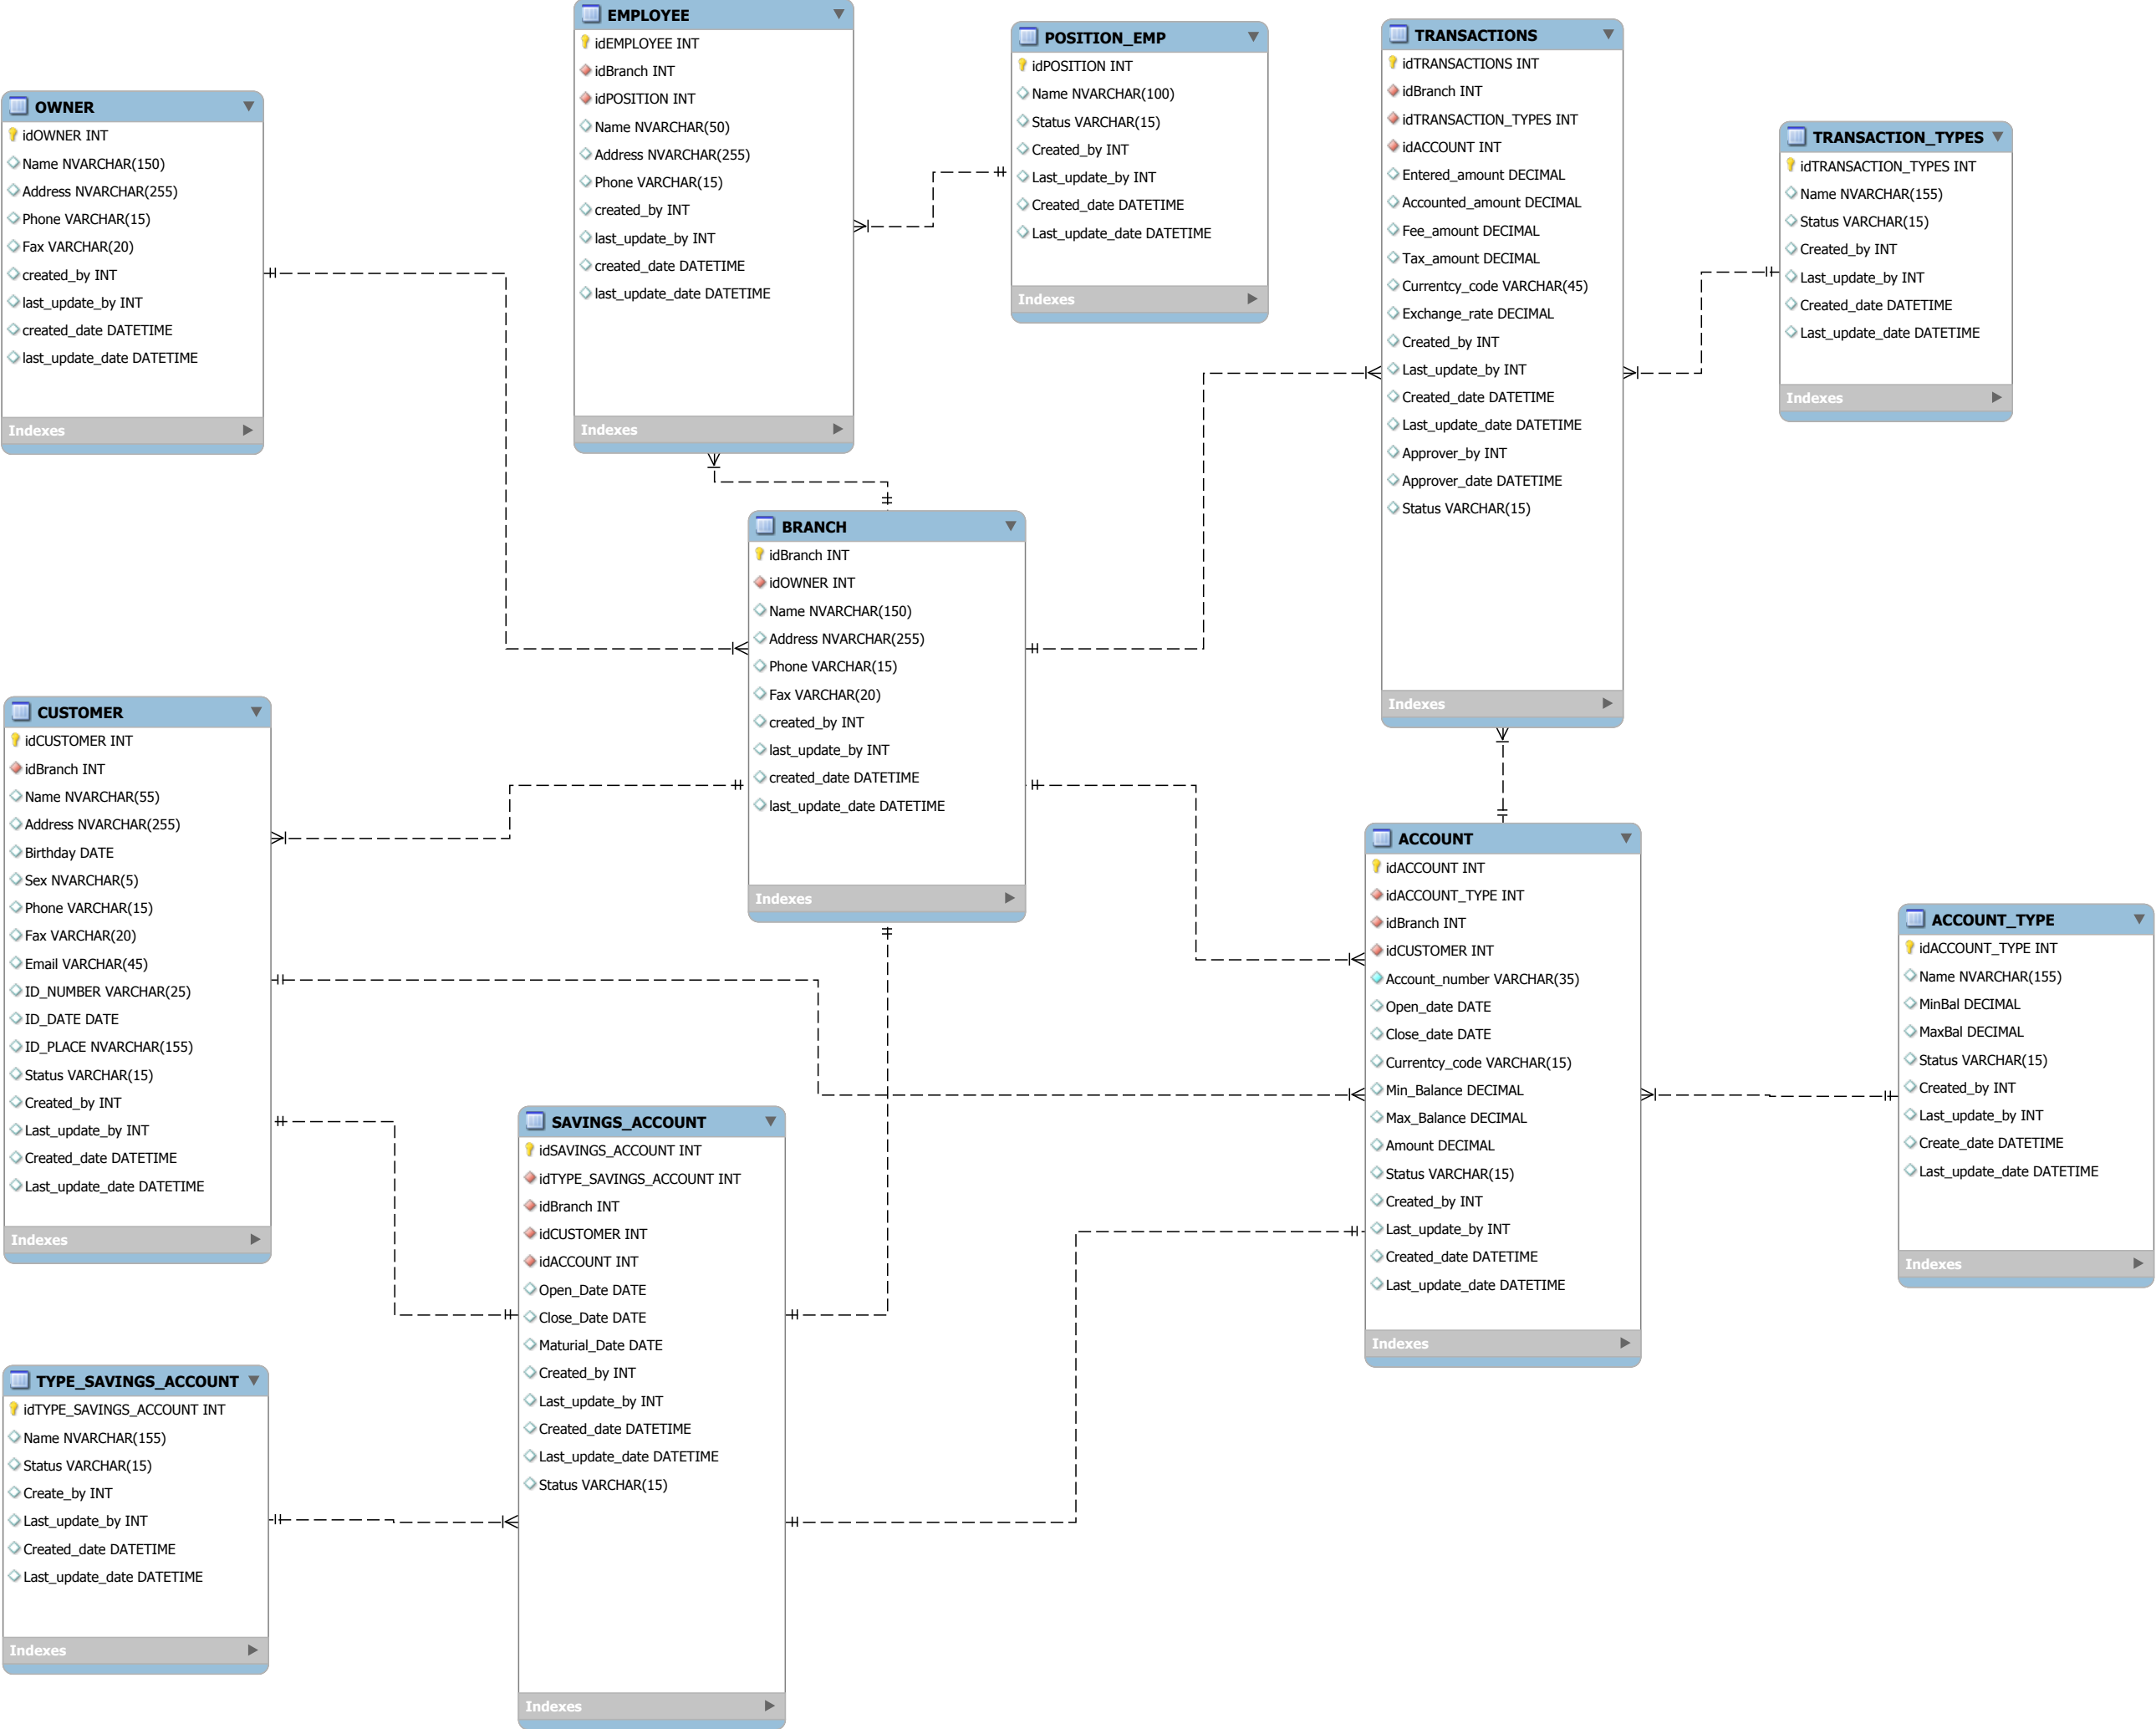 EMPLOYEE
idEMPLOYEE INT
idBranch INT
idPOSITION INT
Name NVARCHAR(50)
Address NVARCHAR(255)
Phone VARCHAR(15)
created_by INT
last_update_by INT
created_date DATETIME
last_update_date DATETIME
Indexes
POSITION_EMP
idPOSITION INT
Name NVARCHAR(100)
Status VARCHAR(15)
Created_by INT
Last_update_by INT
Created_date DATETIME
Last_update_date DATETIME
Indexes
TRANSACTIONS
idTRANSACTIONS INT
idBranch INT
idTRANSACTION_TYPES INT
idACCOUNT INT
Entered_amount DECIMAL
Accounted_amount DECIMAL
Fee_amount DECIMAL
Tax_amount DECIMAL
Currentcy_code VARCHAR(45)
Exchange_rate DECIMAL
Created_by INT
Last_update_by INT
Created_date DATETIME
Last_update_date DATETIME
Approver_by INT
Approver_date DATETIME
Status VARCHAR(15)
Indexes
OWNER
idOWNER INT
Name NVARCHAR(150)
Address NVARCHAR(255)
Phone VARCHAR(15)
Fax VARCHAR(20)
created_by INT
last_update_by INT
created_date DATETIME
last_update_date DATETIME
Indexes
TRANSACTION_TYPES
idTRANSACTION_TYPES INT
Name NVARCHAR(155)
Status VARCHAR(15)
Created_by INT
Last_update_by INT
Created_date DATETIME
Last_update_date DATETIME
Indexes
BRANCH
idBranch INT
idOWNER INT
Name NVARCHAR(150)
Address NVARCHAR(255)
Phone VARCHAR(15)
Fax VARCHAR(20)
created_by INT
last_update_by INT
created_date DATETIME
last_update_date DATETIME
Indexes
CUSTOMER
idCUSTOMER INT
idBranch INT
Name NVARCHAR(55)
Address NVARCHAR(255)
Birthday DATE
Sex NVARCHAR(5)
Phone VARCHAR(15)
Fax VARCHAR(20)
Email VARCHAR(45)
ID_NUMBER VARCHAR(25)
ID_DATE DATE
ID_PLACE NVARCHAR(155)
Status VARCHAR(15)
Created_by INT
Last_update_by INT
Created_date DATETIME
Last_update_date DATETIME
Indexes
ACCOUNT
idACCOUNT INT
idACCOUNT_TYPE INT
idBranch INT
idCUSTOMER INT
Account_number VARCHAR(35)
Open_date DATE
Close_date DATE
Currentcy_code VARCHAR(15)
Min_Balance DECIMAL
Max_Balance DECIMAL
Amount DECIMAL
Status VARCHAR(15)
Created_by INT
Last_update_by INT
Created_date DATETIME
Last_update_date DATETIME
Indexes
ACCOUNT_TYPE
idACCOUNT_TYPE INT
Name NVARCHAR(155)
MinBal DECIMAL
MaxBal DECIMAL
Status VARCHAR(15)
Created_by INT
Last_update_by INT
Create_date DATETIME
Last_update_date DATETIME
Indexes
SAVINGS_ACCOUNT
idSAVINGS_ACCOUNT INT
idTYPE_SAVINGS_ACCOUNT INT
idBranch INT
idCUSTOMER INT
idACCOUNT INT
Open_Date DATE
Close_Date DATE
Maturial_Date DATE
Created_by INT
Last_update_by INT
Created_date DATETIME
Last_update_date DATETIME
Status VARCHAR(15)
Indexes
TYPE_SAVINGS_ACCOUNT
idTYPE_SAVINGS_ACCOUNT INT
Name NVARCHAR(155)
Status VARCHAR(15)
Create_by INT
Last_update_by INT
Created_date DATETIME
Last_update_date DATETIME
Indexes